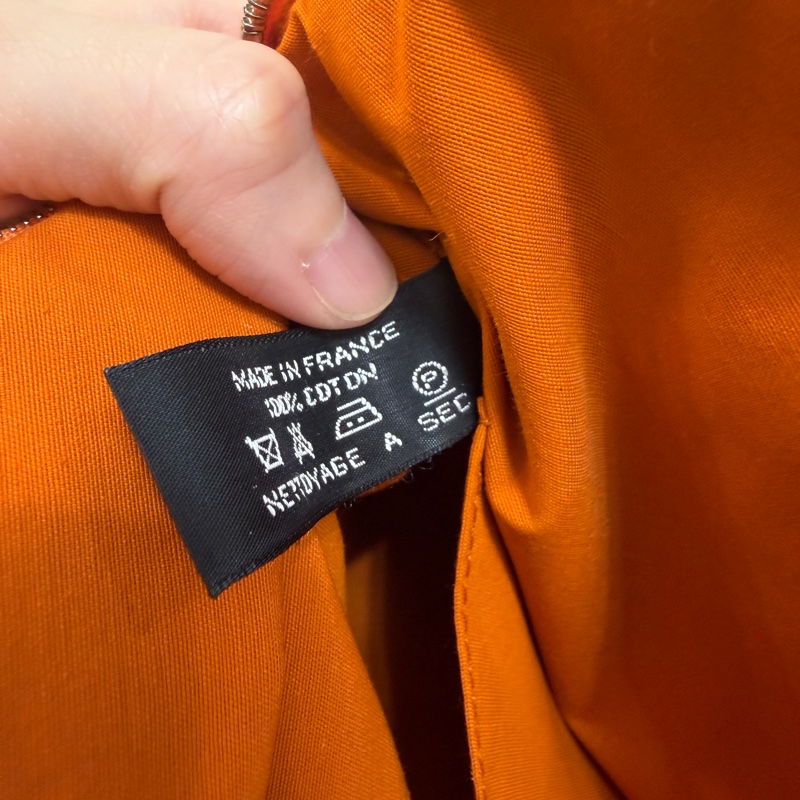 MADE IN FRANCE
100% COTON
P
NETTOYAGE A SEC